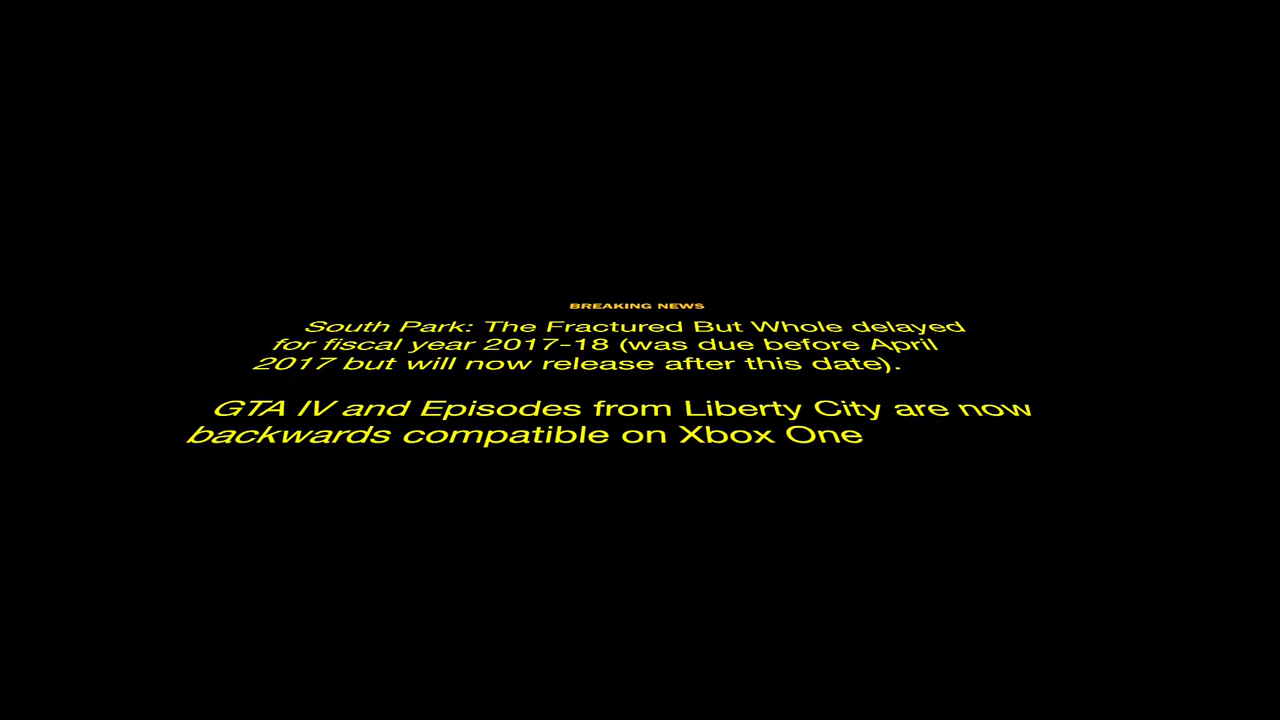 BREAKING NEWS
South Park: The Fractured But Whole delayed
for fiscal year 2017-18 (was due before April
2017 but will now release after this date).
GTA IV and Episodes from Liberty City are now
backwards compatible on Xbox One